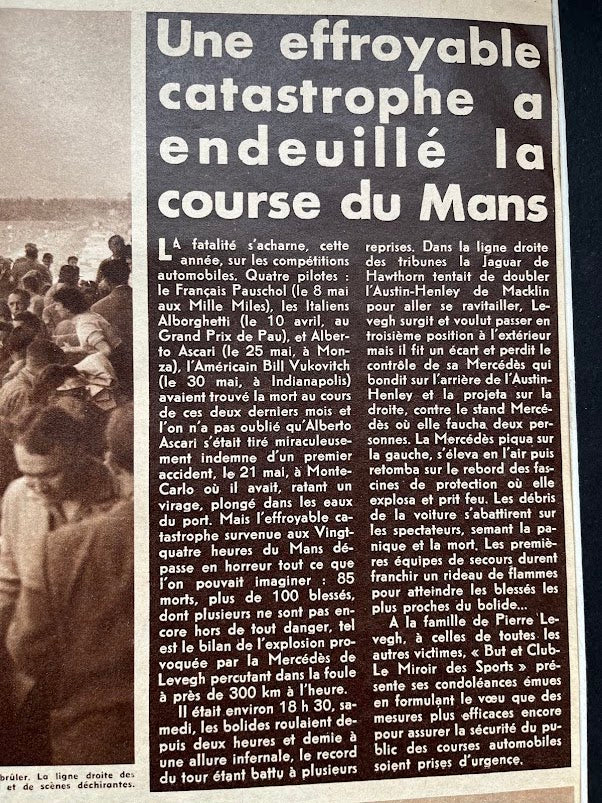 Une effroyable
catastrophe a
endeuillé la
course du Mans
LA fatalité s'acharne, cette
année, sur les compétitions
automobiles. Quatre pilotes :
le Français Pauschol (le 8 mai
aux Mille Miles), les Italiens
Alborghetti (le 10 avril, au
Grand Prix de Pau), et Alber-
to Ascari (le 25 mai, à Mon-
za), l'Américain Bill Vukovitch
(le 30 mai, à Indianapolis)
avaient trouvé la mort au cours
de ces deux derniers mois et
l'on n'a pas oublié qu'Alberto
Ascari s'était tiré miraculeuse-
ment indemne d'un premier
accident, le 21 mai, à Monte-
Carlo où il avait, ratant un
virage, plongé dans les eaux
du port. Mais l'effroyable ca-
tastrophe survenue aux Vingt-
quatre heures du Mans dé-
passe en horreur tout ce que
l'on pouvait imaginer : 85
morts, plus de 100 blessés,
dont plusieurs ne sont pas en-
core hors de tout danger, tel
est le bilan de l'explosion pro-
voquée par la Mercédès de
Levegh percutant dans la foule
à près de 300 km à l'heure.
Il était environ 18 h 30, sa-
medi, les bolides roulaient de-
puis deux heures et demie à
une allure infernale, le record
du tour étant battu à plusieurs
reprises. Dans la ligne droite
des tribunes la Jaguar de
Hawthorn tentait de doubler
l'Austin-Henley de Macklin
pour aller se ravitailler, Le-
vegh surgit et voulut passer en
troisième position à l'extérieur
mais il fit un écart et perdit le
contrôle de sa Mercédès qui
bondit sur l'arrière de l'Austin-
Henley et la projeta sur la
droite, contre le stand Mercé-
dès où elle faucha deux per-
sonnes. La Mercédès piqua sur
la gauche, s'éleva en l'air puis
retomba sur le rebord des fas-
cines de protection où elle
explosa et prit feu. Les débris
de la voiture s'abattirent sur
les spectateurs, semant la pa-
nique et la mort. Les premiè-
res équipes de secours durent
franchir un rideau de flammes
pour atteindre les blessés les
plus proches du bolide...
A la famille de Pierre Le-
vegh, à celles de toutes les
autres victimes, « But et Club-
Le Miroir des Sports » pré-
sente ses condoléances émues
en formulant le vœu que des
mesures plus efficaces encore
pour assurer la sécurité du pu-
blic des courses automobiles
soient prises d'urgence.
brûler. La ligne droite des
et de scènes déchirantes.